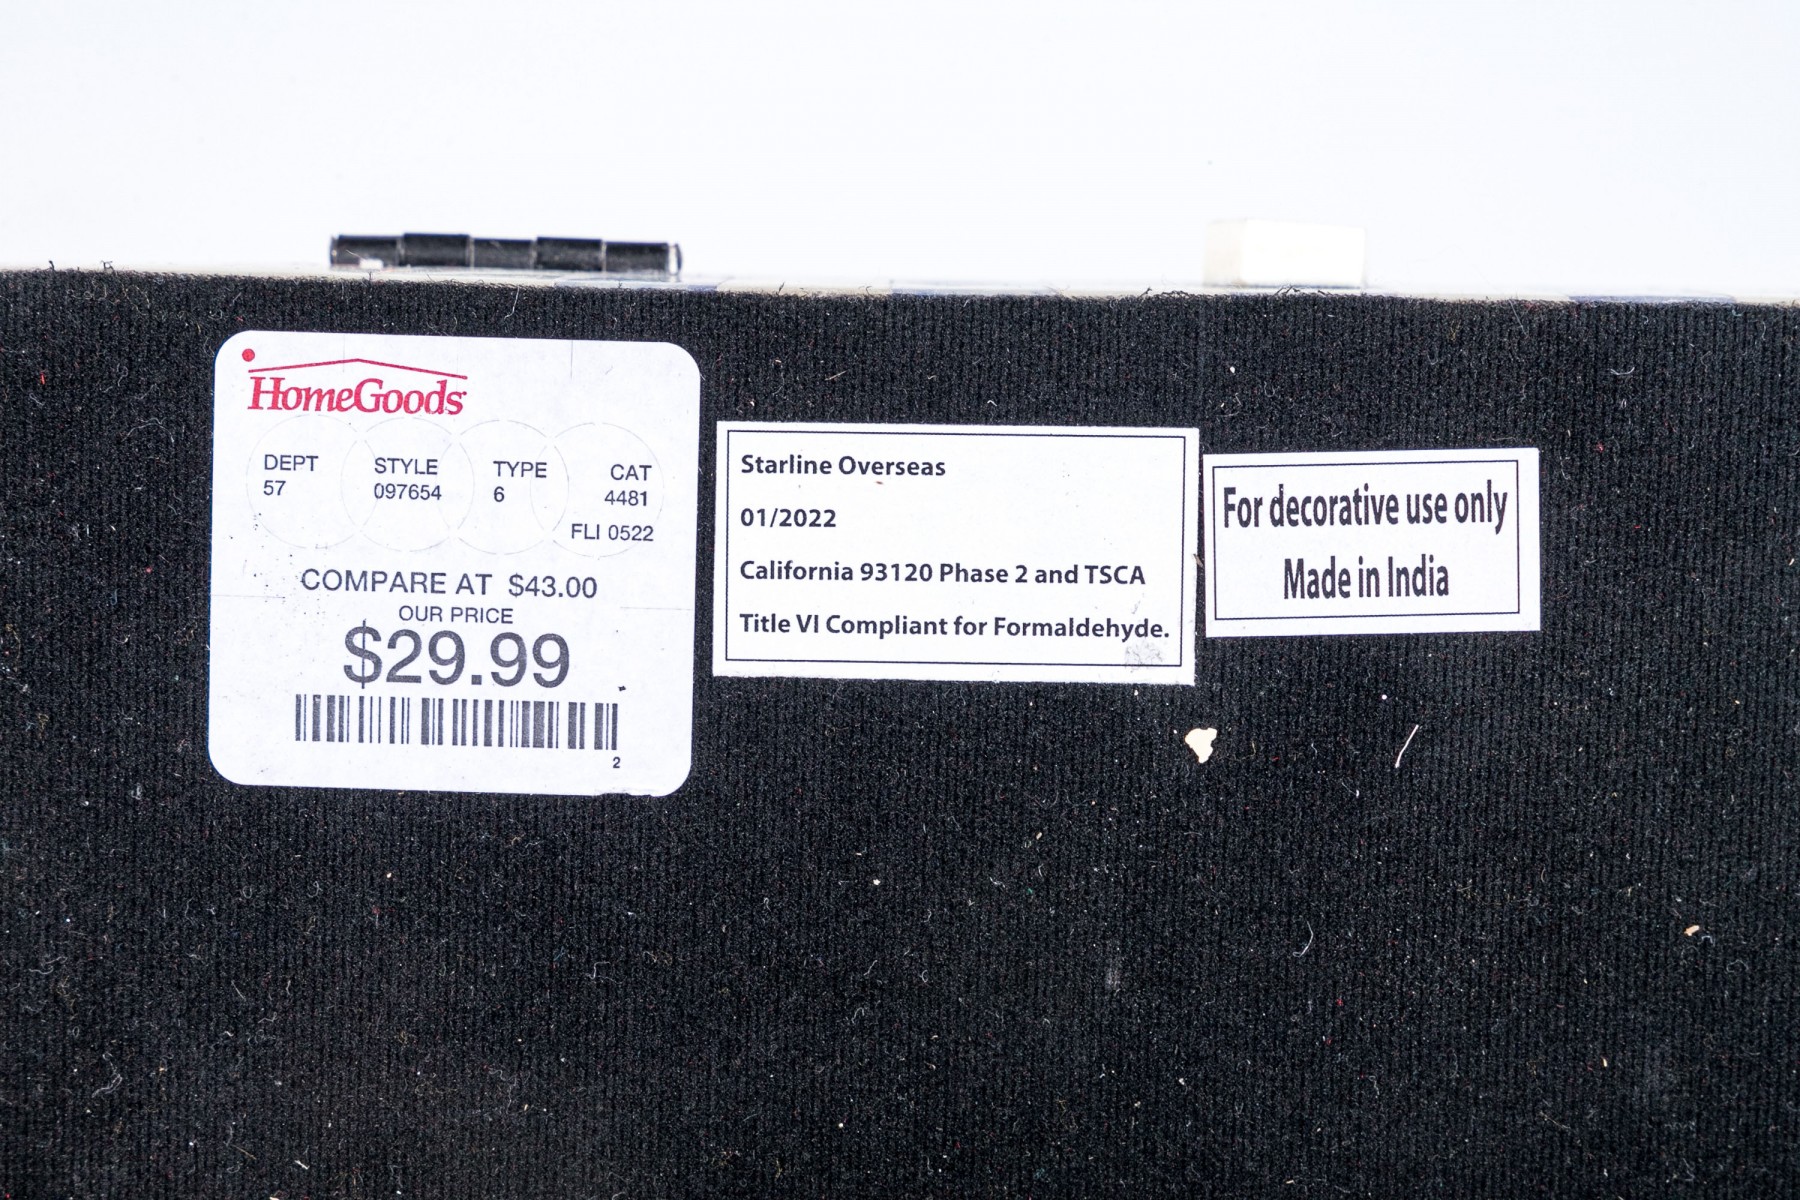 HomeGoods
DEPT STYLE TYPE CAT
57 097654 6 4481
FLI 0522
COMPARE AT $43.00
OUR PRICE
$29.99
2
Starline Overseas
01/2022
California 93120 Phase 2 and TSCA
Title VI Compliant for Formaldehyde.
For decorative use only
Made in India